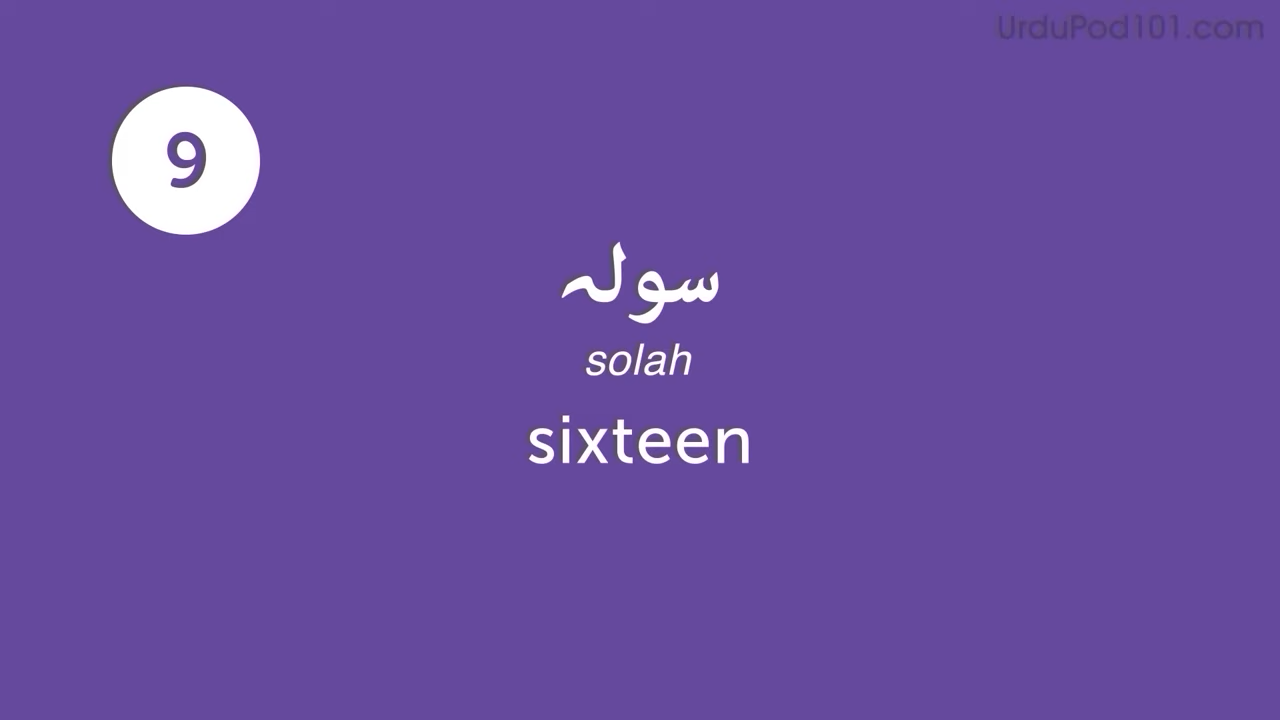 UrduPod101.com
9
سولہ
solah
sixteen